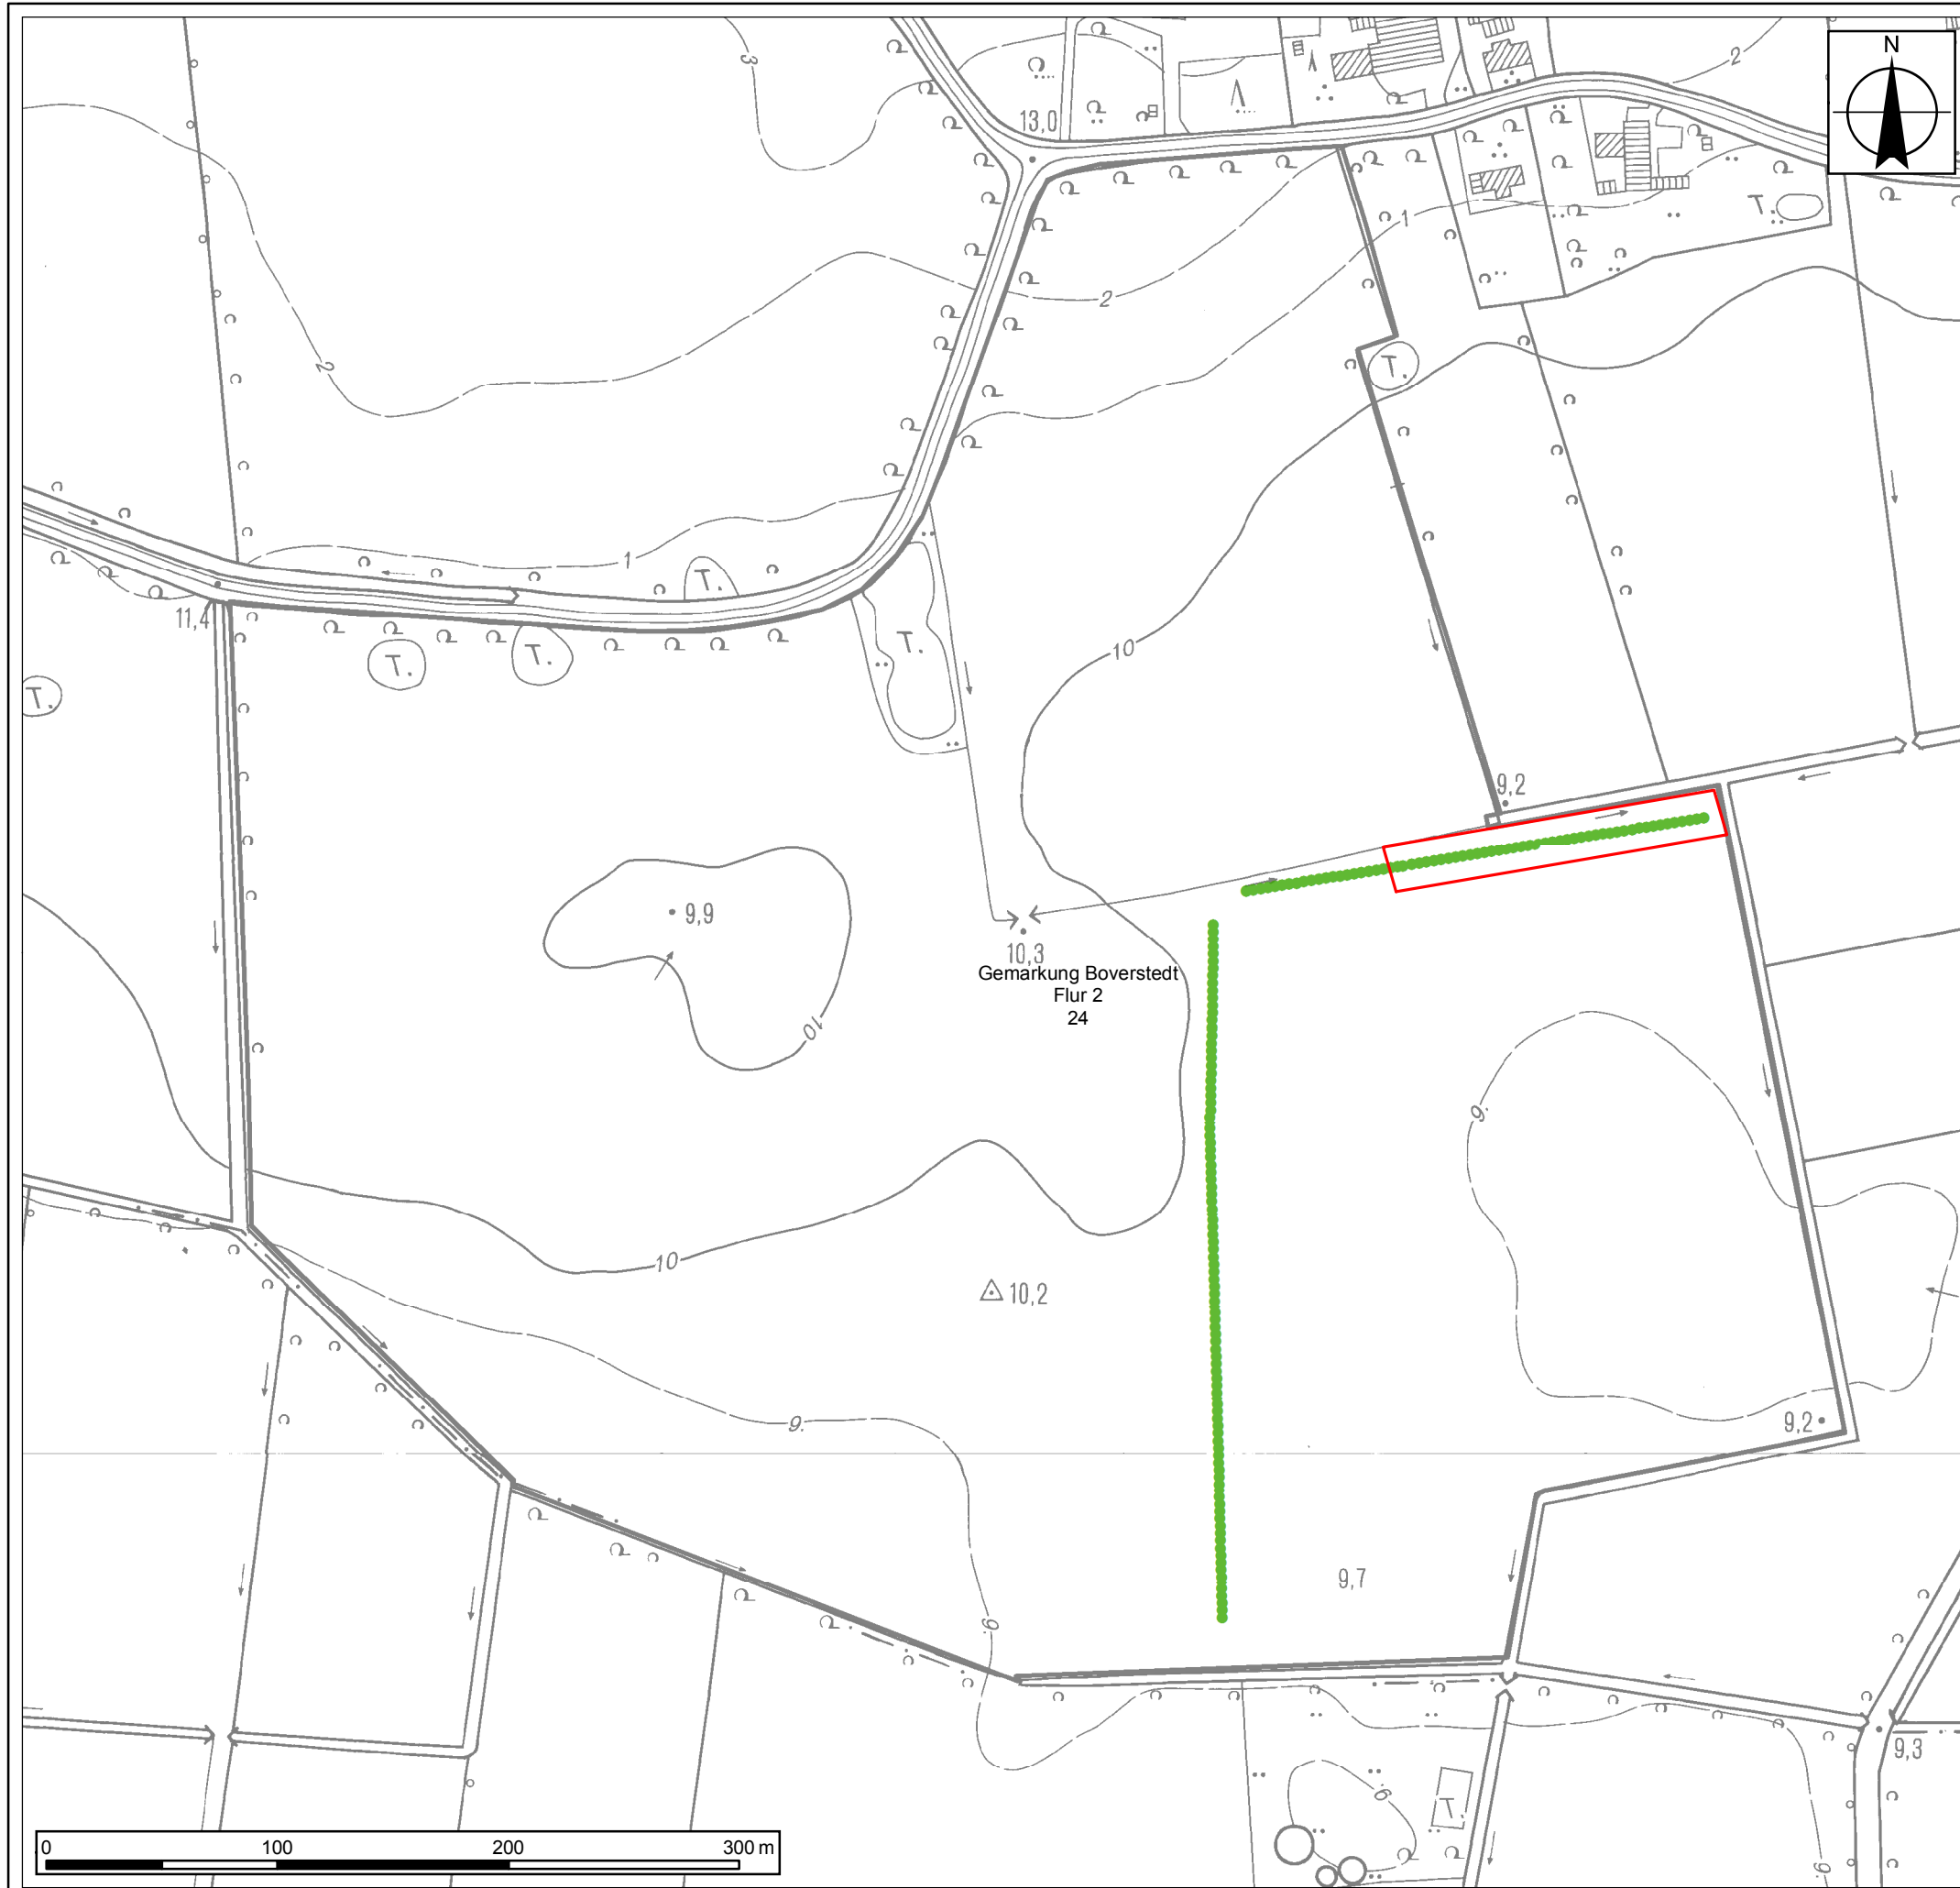 N
3
2
13,0
2
1
2
T.
T.
1
T.
11,4
T.
T.
T.
T.
10
9,2
9,9
10,3
10
Gemarkung Boverstedt
Flur 2
24
9.
10
10,2
9.
9,2
9,7
9.
9.
T.
9,3
9.
0 100 200 300 m